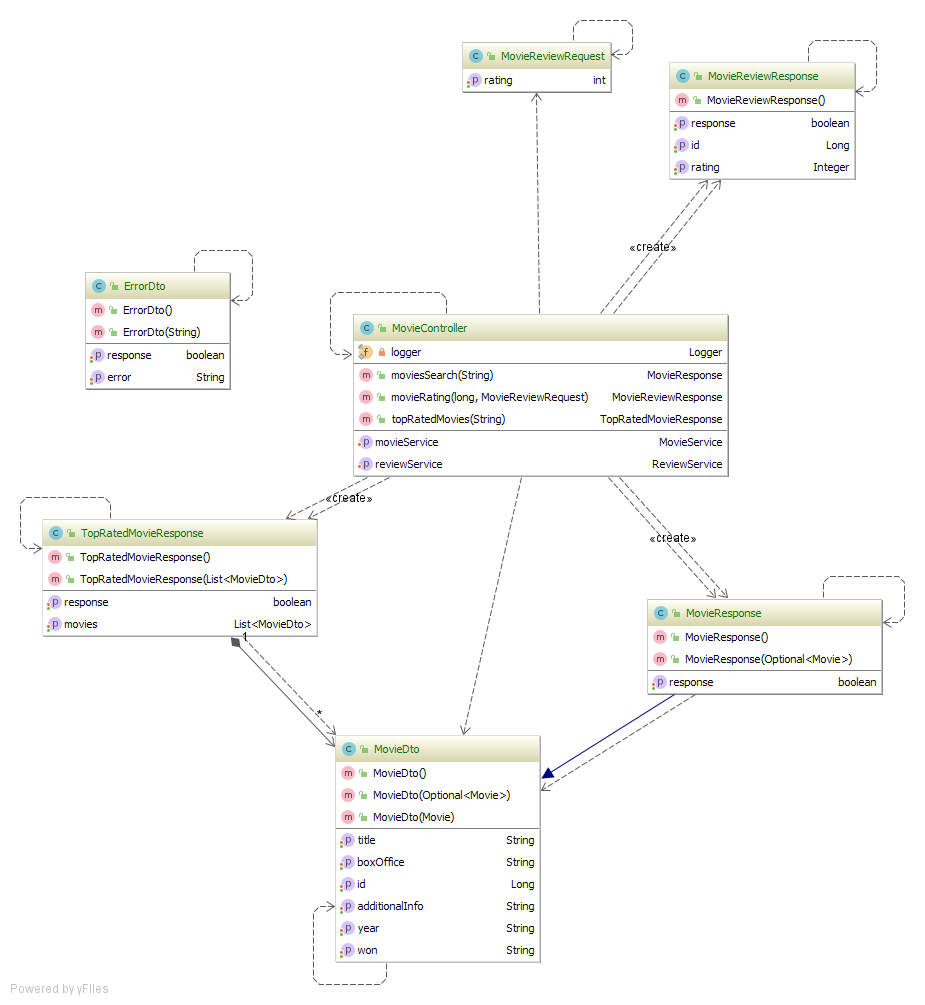 MovieReviewRequest
rating int
MovieReviewResponse
MovieReviewResponse()
response boolean
id Long
rating Integer
«create»
ErrorDto
ErrorDto()
ErrorDto(String)
response boolean
error String
MovieController
logger Logger
moviesSearch(String) MovieResponse
movieRating(long, MovieReviewRequest) MovieReviewResponse
topRatedMovies(String) TopRatedMovieResponse
movieService MovieService
reviewService ReviewService
«create»
«create»
TopRatedMovieResponse
TopRatedMovieResponse()
TopRatedMovieResponse(List<MovieDto>)
response boolean
movies List<MovieDto>
1
*
MovieResponse
MovieResponse()
MovieResponse(Optional<Movie>)
response boolean
MovieDto
MovieDto()
MovieDto(Optional<Movie>)
MovieDto(Movie)
title String
boxOffice String
id Long
additionalInfo String
year String
won String
Powered by yFiles